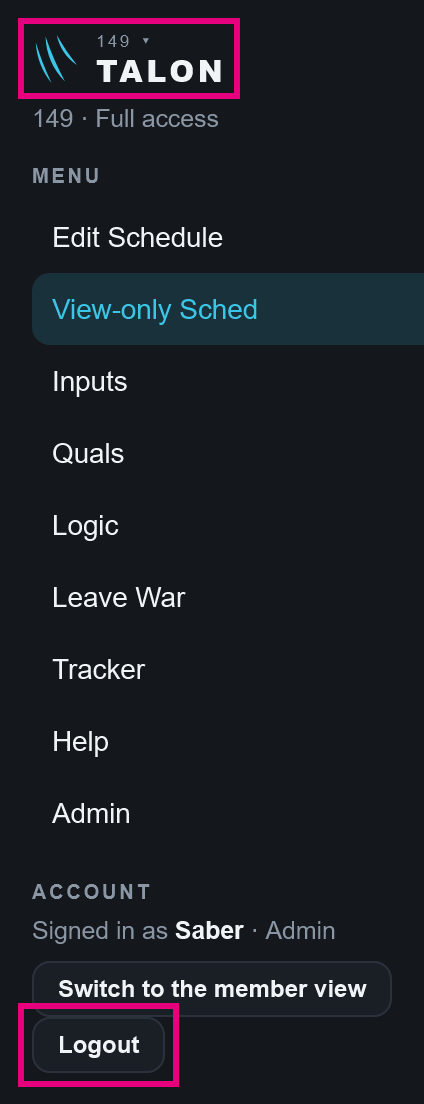 149 ▾
TALON
149 · Full access
MENU
Edit Schedule
View-only Sched
Inputs
Quals
Logic
Leave War
Tracker
Help
Admin
ACCOUNT
Signed in as Saber · Admin
Switch to the member view
Logout